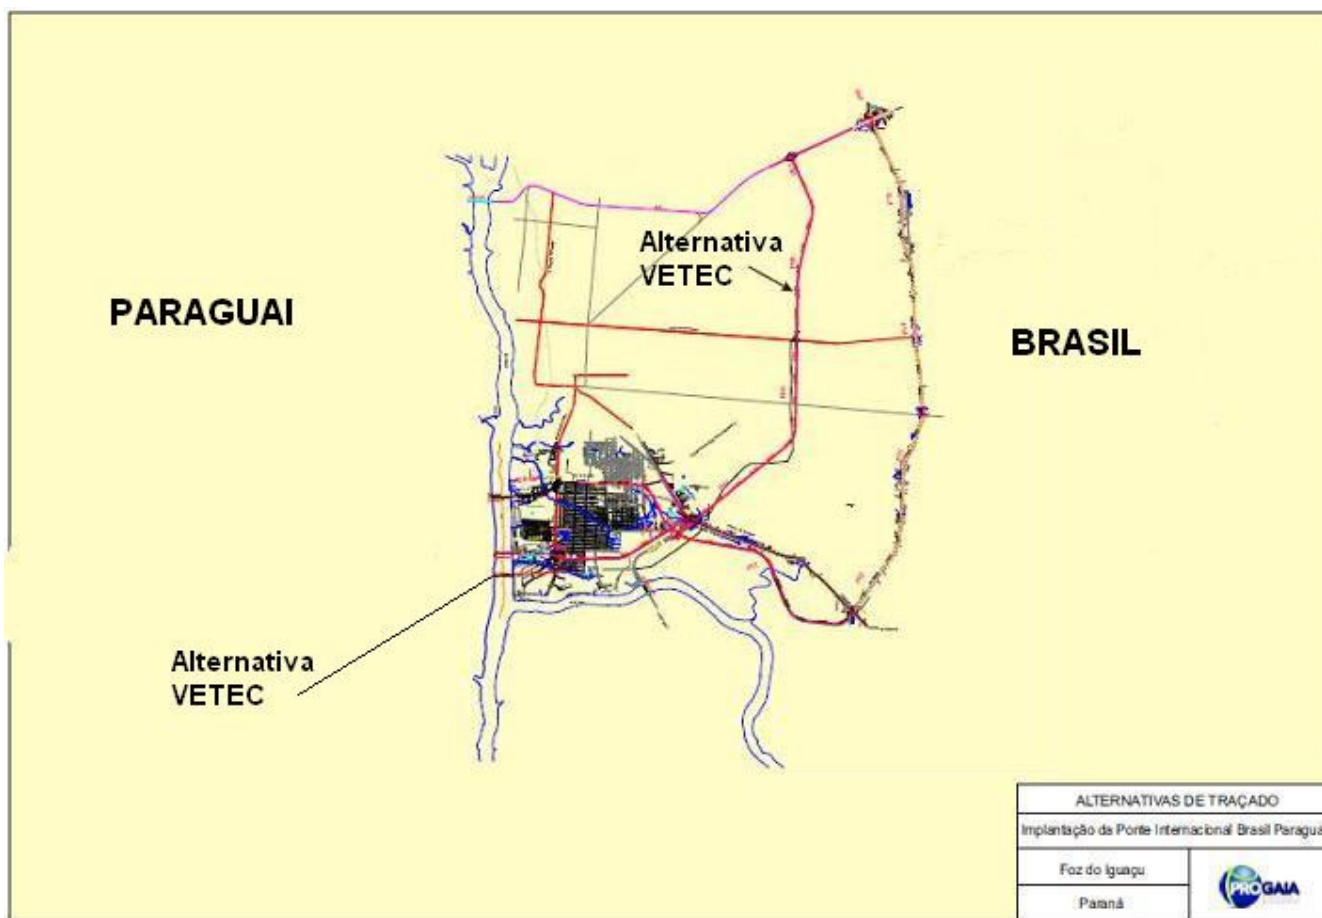 Alternativa
VETEC
PARAGUAI
BRASIL
Alternativa
VETEC
ALTERNATIVAS DE TRAÇADO
Implantação da Ponte Internacional Brasil Paragua
Foz do Iguaçu
Paraná
PROGAIA